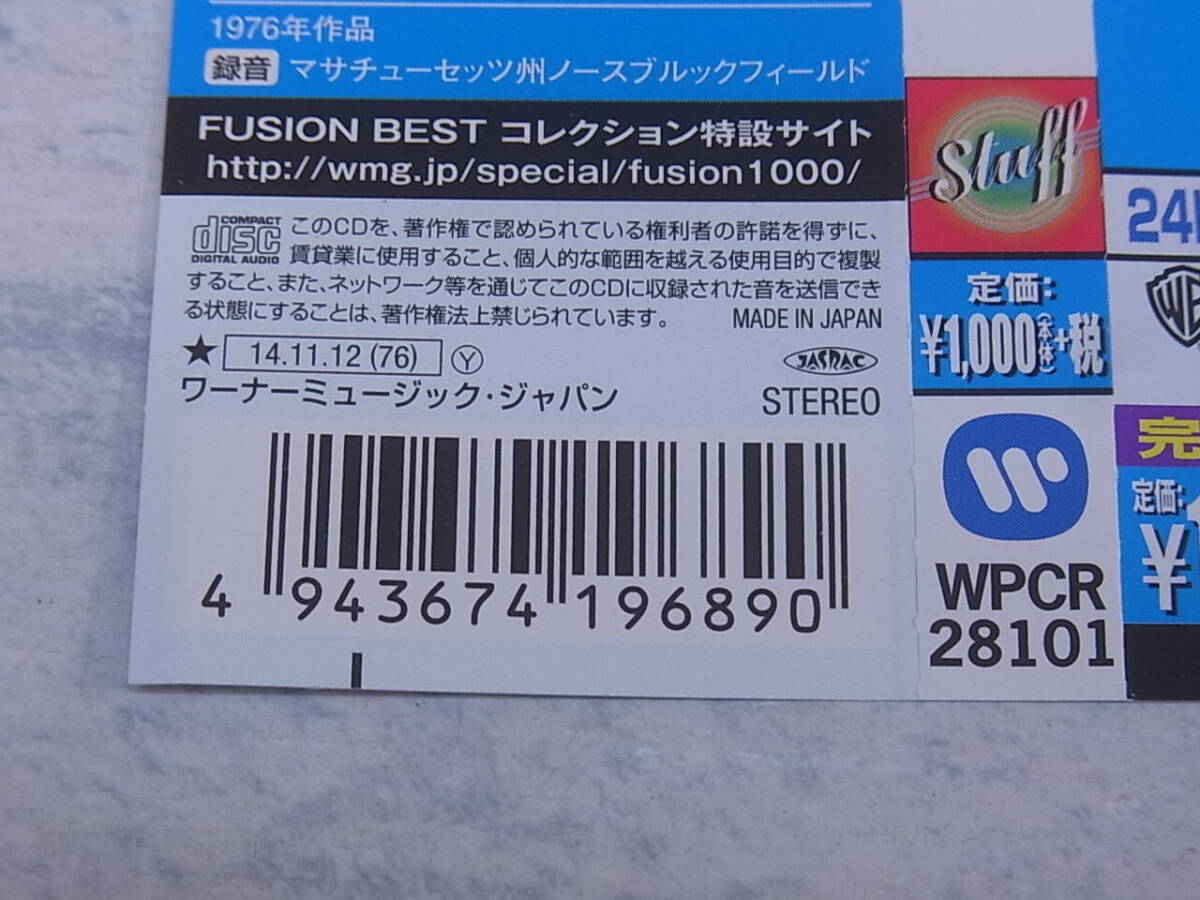 1976年作品
録音 マサチューセッツ州ノースブルックフィールド
FUSION BEST コレクション特設サイト
http://wmg.jp/special/fusion1000/
COMPACT
disc
DIGITAL AUDIO
このCDを、著作権で認められている権利者の許諾を得ずに、
賃貸業に使用すること、個人的な範囲を越える使用目的で複製
すること、また、ネットワーク等を通じてこのCDに収録された音を送信でき
る状態にすることは、著作権法上禁じられています。 MADE IN JAPAN
★ 14.11.12 (76) Ⓨ JASRAC
ワーナーミュージック・ジャパン STEREO
4 943674 196890
Stuff
定価:
¥1,000(本体)+税
WPCR
28101
24
WB
完
定価:
¥